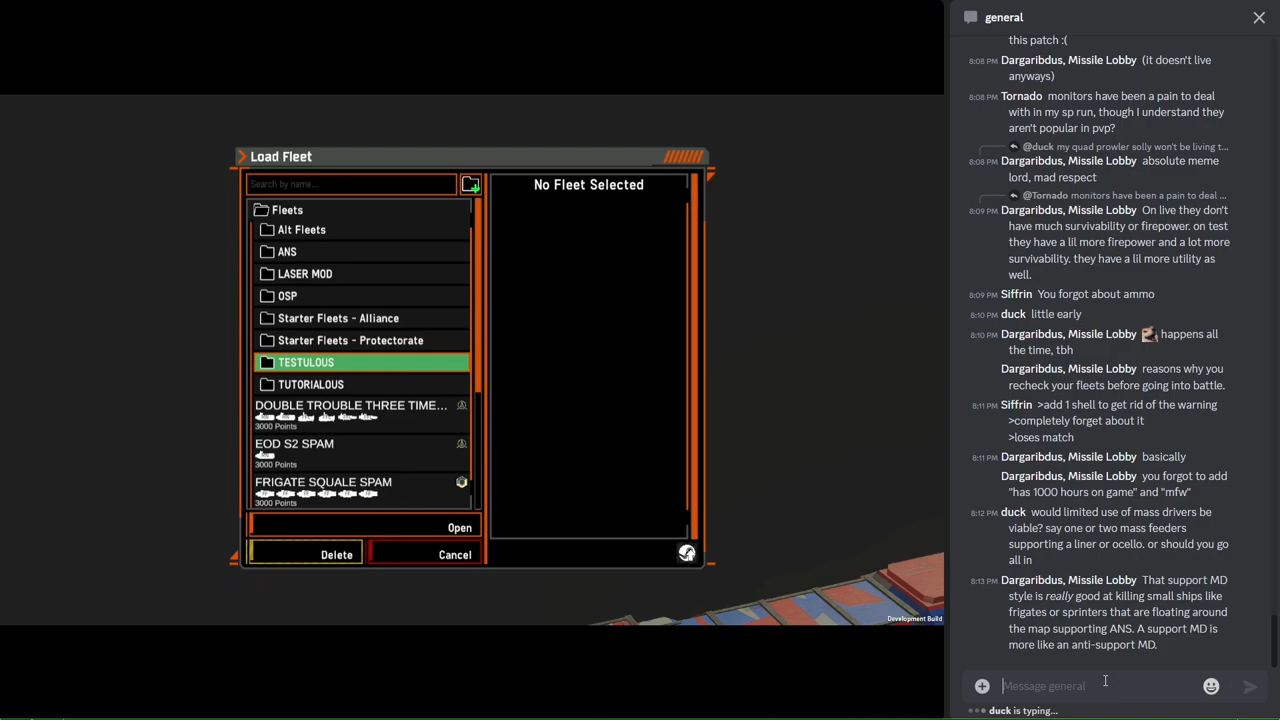 Load Fleet
Search by name...
No Fleet Selected
Fleets
Alt Fleets
ANS
LASER MOD
OSP
Starter Fleets - Alliance
Starter Fleets - Protectorate
TESTULOUS
TUTORIALOUS
DOUBLE TROUBLE THREE TIME...
3000 Points
EOD S2 SPAM
3000 Points
FRIGATE SQUALE SPAM
3000 Points
Open
Delete
Cancel
Development Build
general
this patch :(
8:08 PM Dargaribdus, Missile Lobby (it doesn't live
anyways)
8:08 PM Tornado monitors have been a pain to deal
with in my sp run, though I understand they
aren't popular in pvp?
@duck my quad prowler solly won't be living t...
8:08 PM Dargaribdus, Missile Lobby absolute meme
lord, mad respect
@Tornado monitors have been a pain to deal ...
8:09 PM Dargaribdus, Missile Lobby On live they don't
have much survivability or firepower. on test
they have a lil more firepower and a lot more
survivability. they have a lil more utility as
well.
8:09 PM Siffrin You forgot about ammo
8:10 PM duck little early
8:10 PM Dargaribdus, Missile Lobby happens all
the time, tbh
Dargaribdus, Missile Lobby reasons why you
recheck your fleets before going into battle.
8:11 PM Siffrin >add 1 shell to get rid of the warning
>completely forget about it
>loses match
8:11 PM Dargaribdus, Missile Lobby basically
Dargaribdus, Missile Lobby you forgot to add
"has 1000 hours on game" and "mfw"
8:12 PM duck would limited use of mass drivers be
viable? say one or two mass feeders
supporting a liner or ocello. or should you go
all in
8:13 PM Dargaribdus, Missile Lobby That support MD
style is really good at killing small ships like
frigates or sprinters that are floating around
the map supporting ANS. A support MD is
more like an anti-support MD.
Message general
duck is typing...